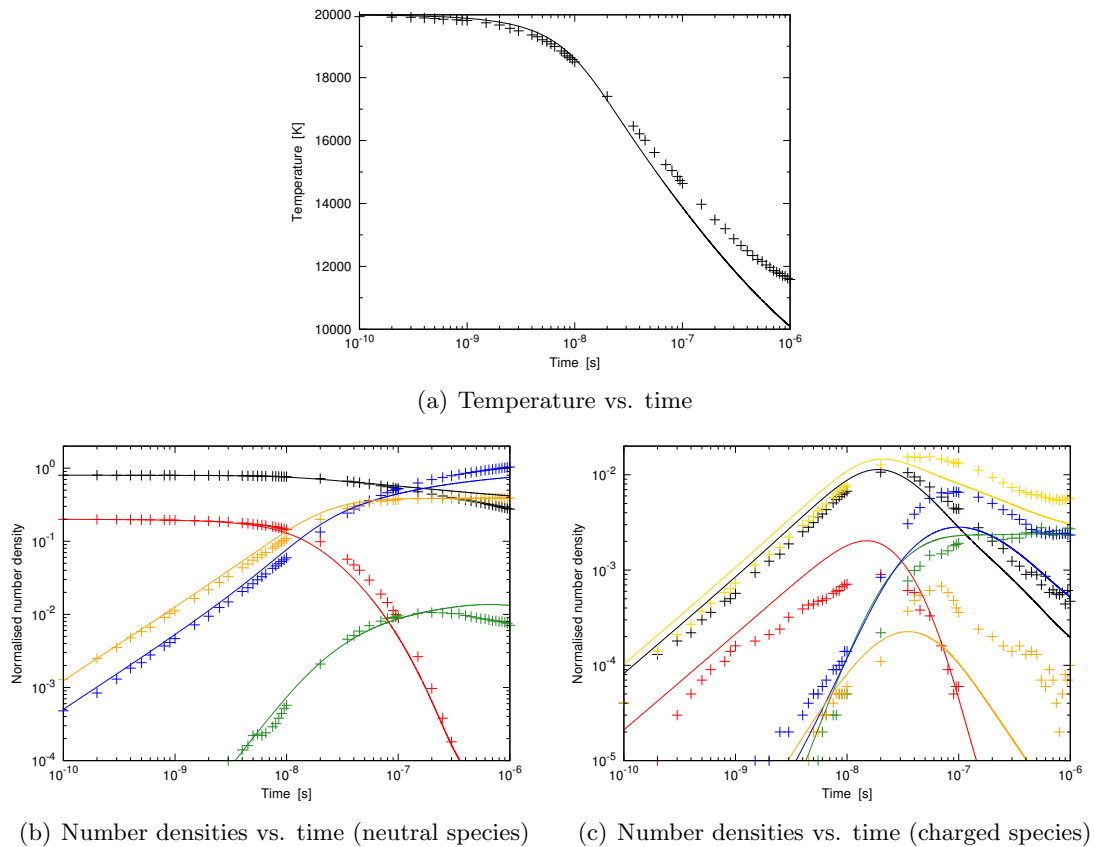 20000
18000
16000
14000
12000
10000
Temperature [K]
10-10 10-9 10-8 10-7 10-6
Time [s]
(a) Temperature vs. time
100
10-1
10-2
10-3
10-4
Normalised number density
10-10 10-9 10-8 10-7 10-6
Time [s]
(b) Number densities vs. time (neutral species)
10-2
10-3
10-4
10-5
Normalised number density
10-10 10-9 10-8 10-7 10-6
Time [s]
(c) Number densities vs. time (charged species)